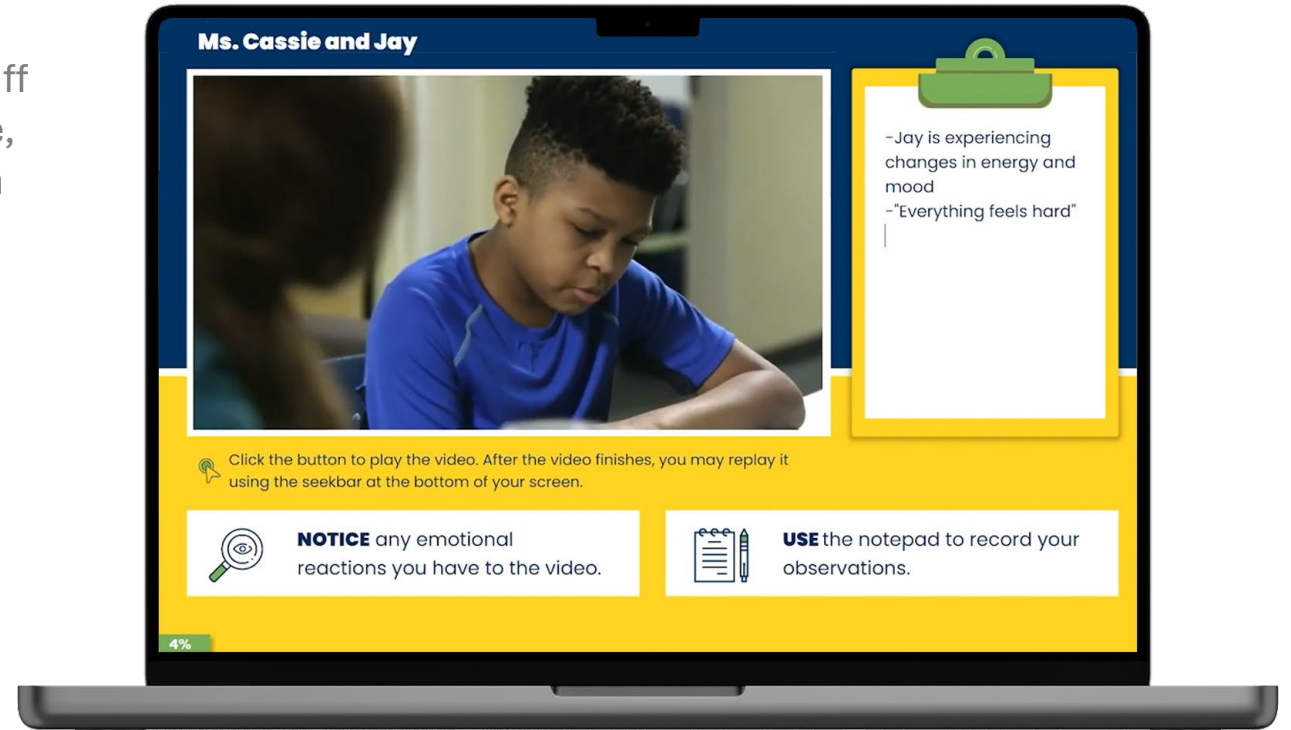 ff
e,
Ms. Cassie and Jay
-Jay is experiencing
changes in energy and
mood
-"Everything feels hard"
Click the button to play the video. After the video finishes, you may replay it
using the seekbar at the bottom of your screen.
NOTICE any emotional
reactions you have to the video.
USE the notepad to record your
observations.
4%